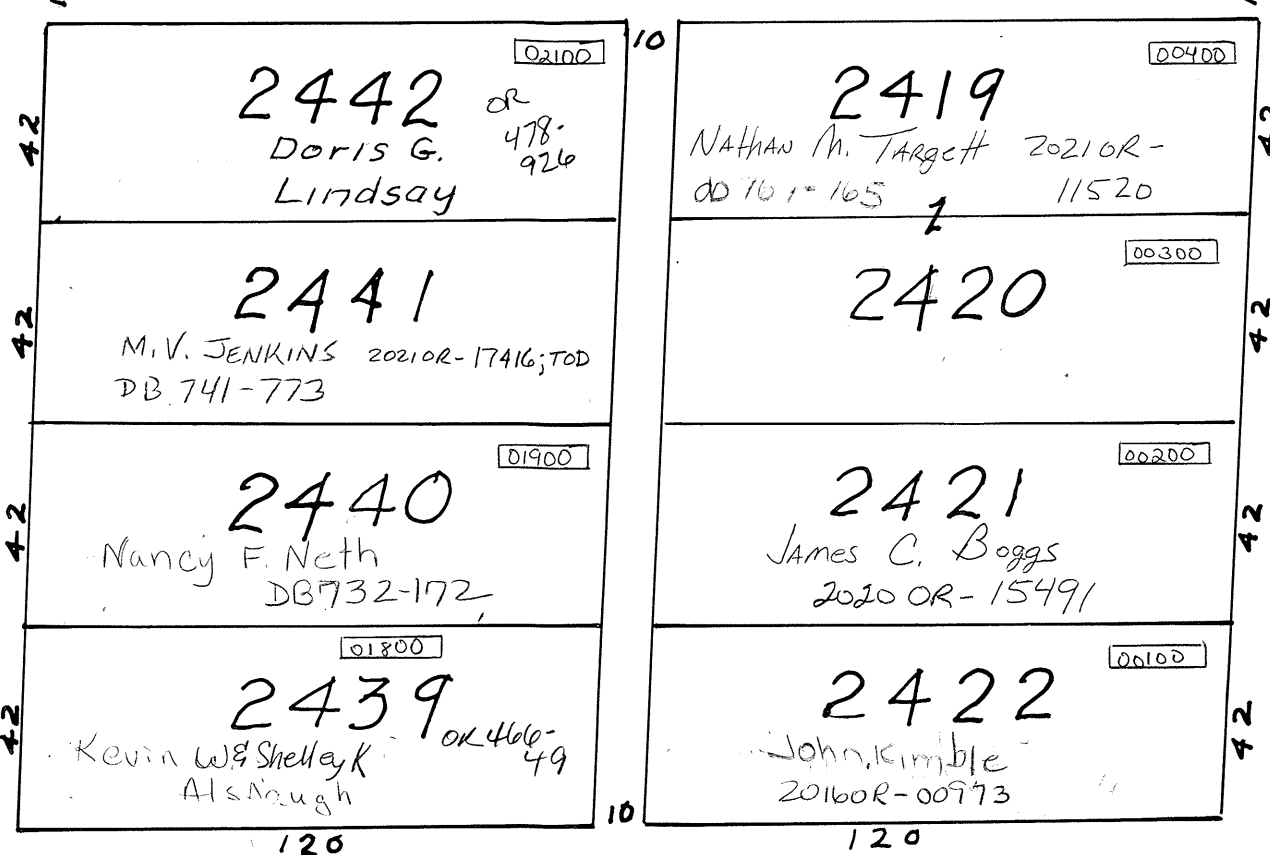 10
02100
2442
OR
478-
926
Doris G.
Lindsay
42
2441
M.V. JENKINS 2021OR-17416; TOD
DB 741-773
42
01900
2440
Nancy F. Neth
DB732-172
42
01800
2439
OR 466-
49
Kevin W & Shelley K
42
120
10
00400
2419
NATHAN M. TARGETT 2021OR-
11520
42
1
00300
2420
42
00200
2421
JAMES C. Boggs
2020 OR-15491
42
00100
2422
John Kimble
2016OR-00973
42
120